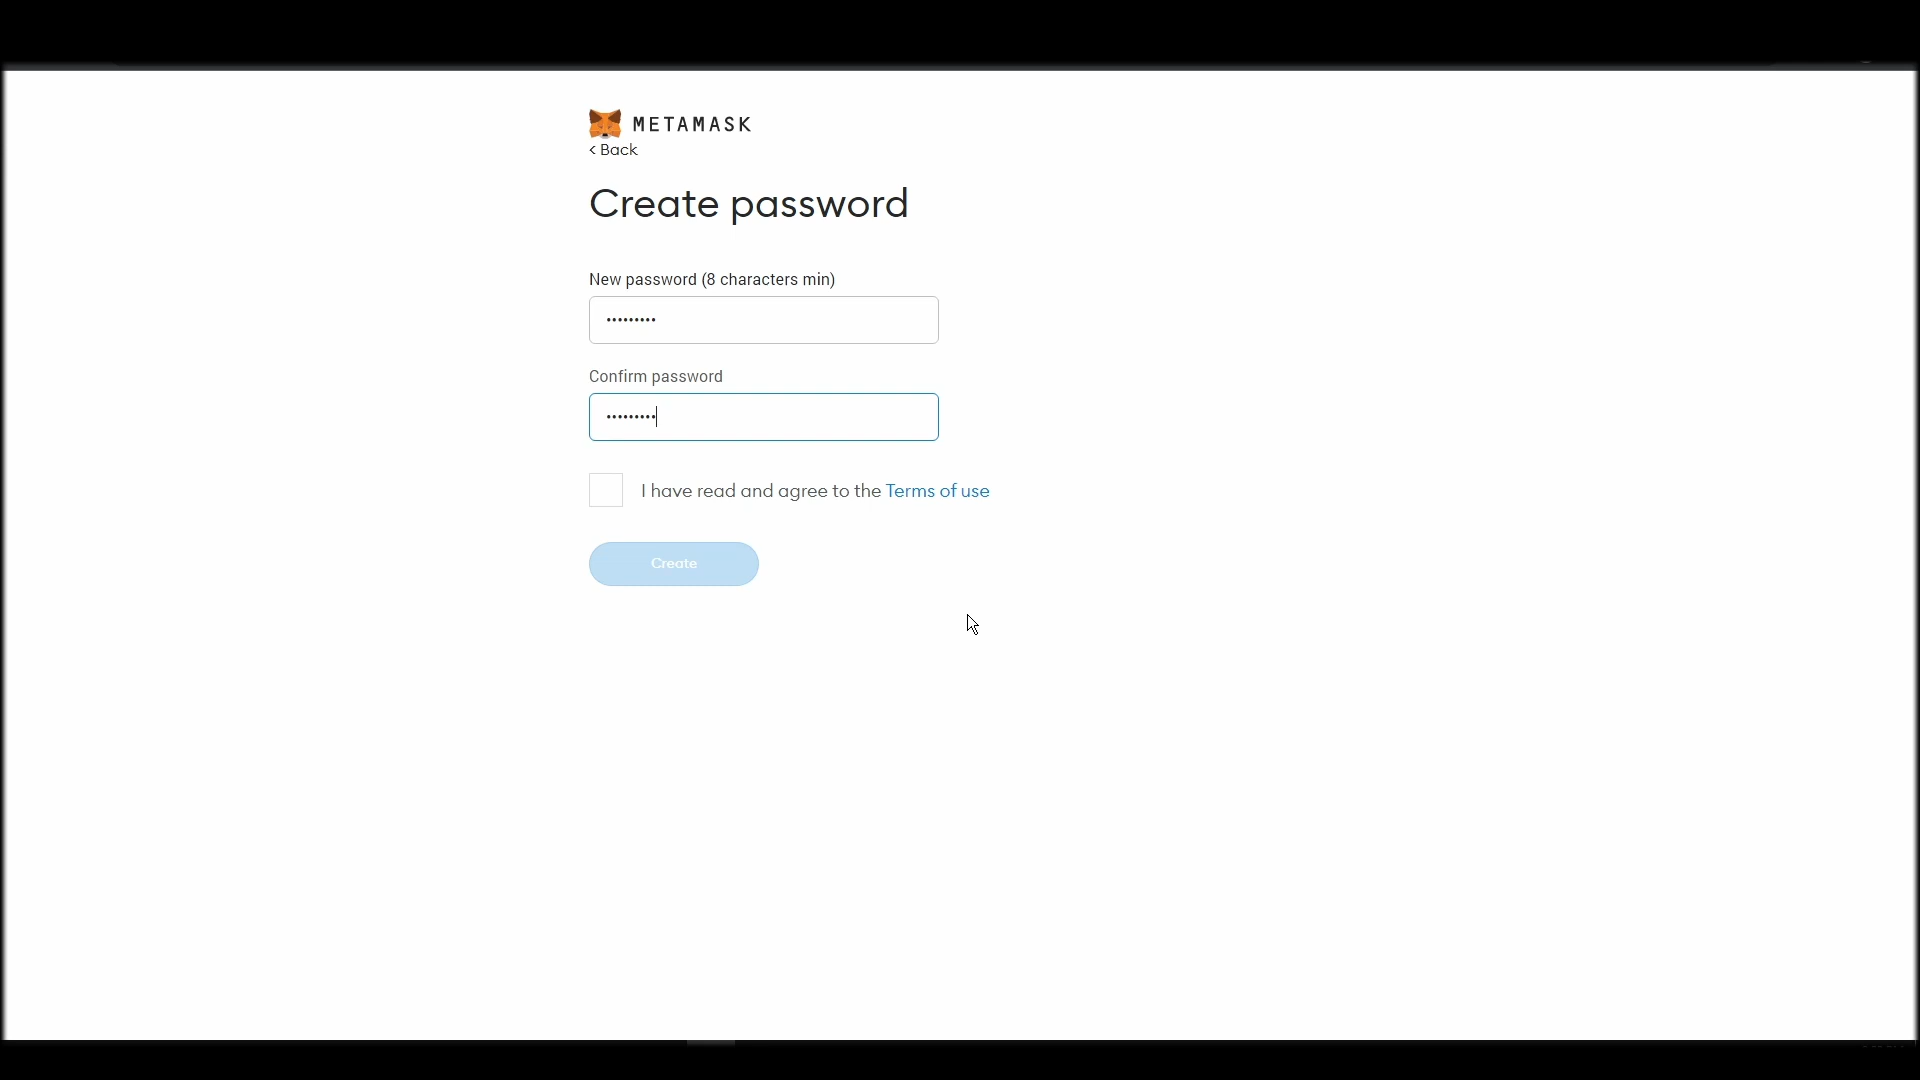 METAMASK
< Back
Create password
New password (8 characters min)
•••••••••
Confirm password
•••••••••
I have read and agree to the Terms of use
Create